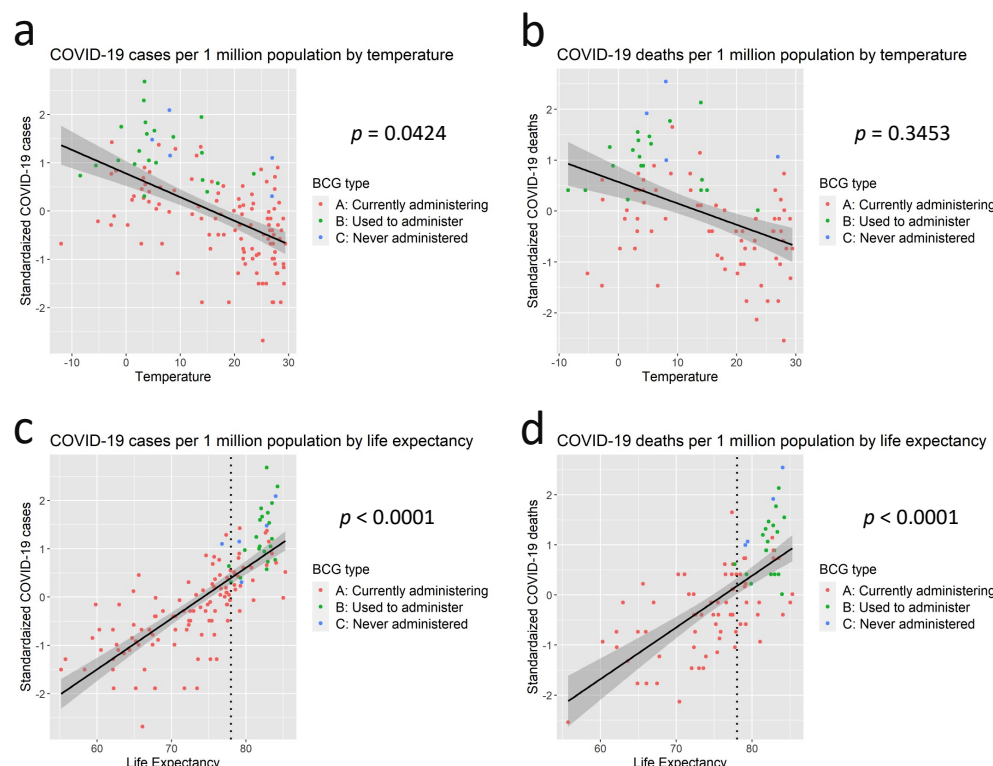 a
COVID-19 cases per 1 million population by temperature
Standardized COVID-19 cases
2
1
0
-1
-2
-10 0 10 20 30
Temperature
p = 0.0424
BCG type
A: Currently administering
B: Used to administer
C: Never administered
b
COVID-19 deaths per 1 million population by temperature
Standardized COVID-19 deaths
2
1
0
-1
-2
-10 0 10 20 30
Temperature
p = 0.3453
BCG type
A: Currently administering
B: Used to administer
C: Never administered
c
COVID-19 cases per 1 million population by life expectancy
Standardized COVID-19 cases
2
1
0
-1
-2
60 70 80
Life Expectancy
p < 0.0001
BCG type
A: Currently administering
B: Used to administer
C: Never administered
d
COVID-19 deaths per 1 million population by life expectancy
Standardaized COVID-19 deaths
2
1
0
-1
-2
60 70 80
Life Expectancy
p < 0.0001
BCG type
A: Currently administering
B: Used to administer
C: Never administered